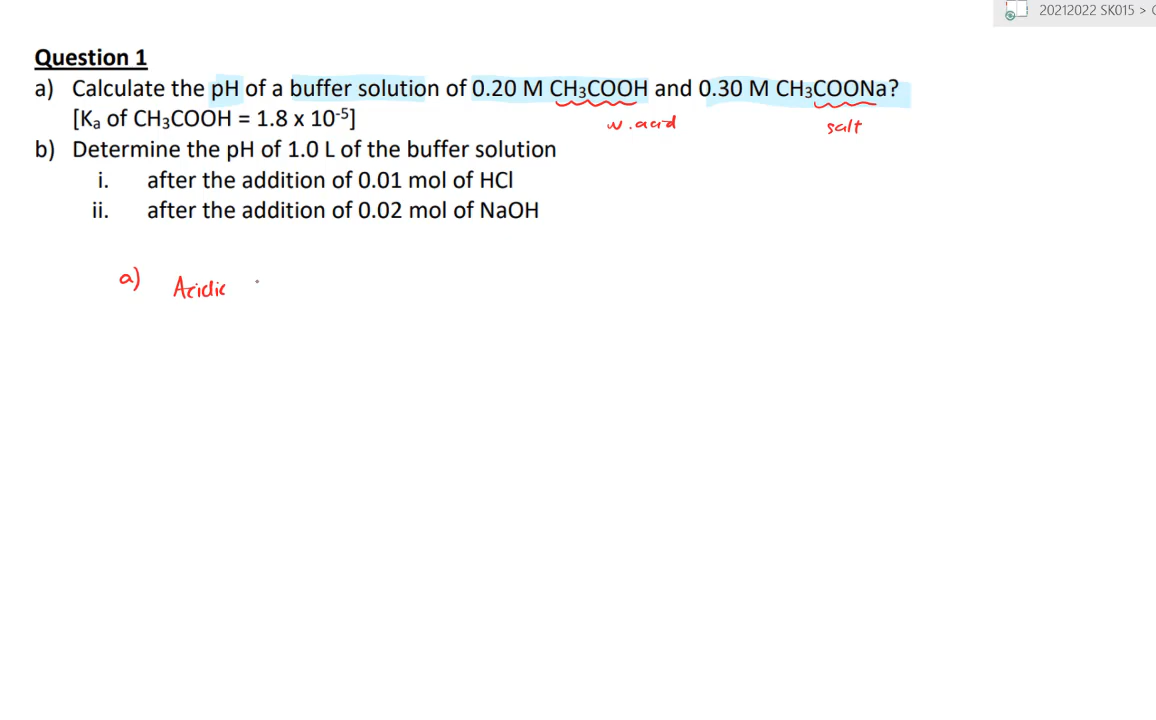 20212022 SK015 >
Question 1
a) Calculate the pH of a buffer solution of 0.20 M CH₃COOH and 0.30 M CH₃COONa?
[Kₐ of CH₃COOH = 1.8 x 10⁻⁵]
w.acid
salt
b) Determine the pH of 1.0 L of the buffer solution
i. after the addition of 0.01 mol of HCl
ii. after the addition of 0.02 mol of NaOH
a) Acidic